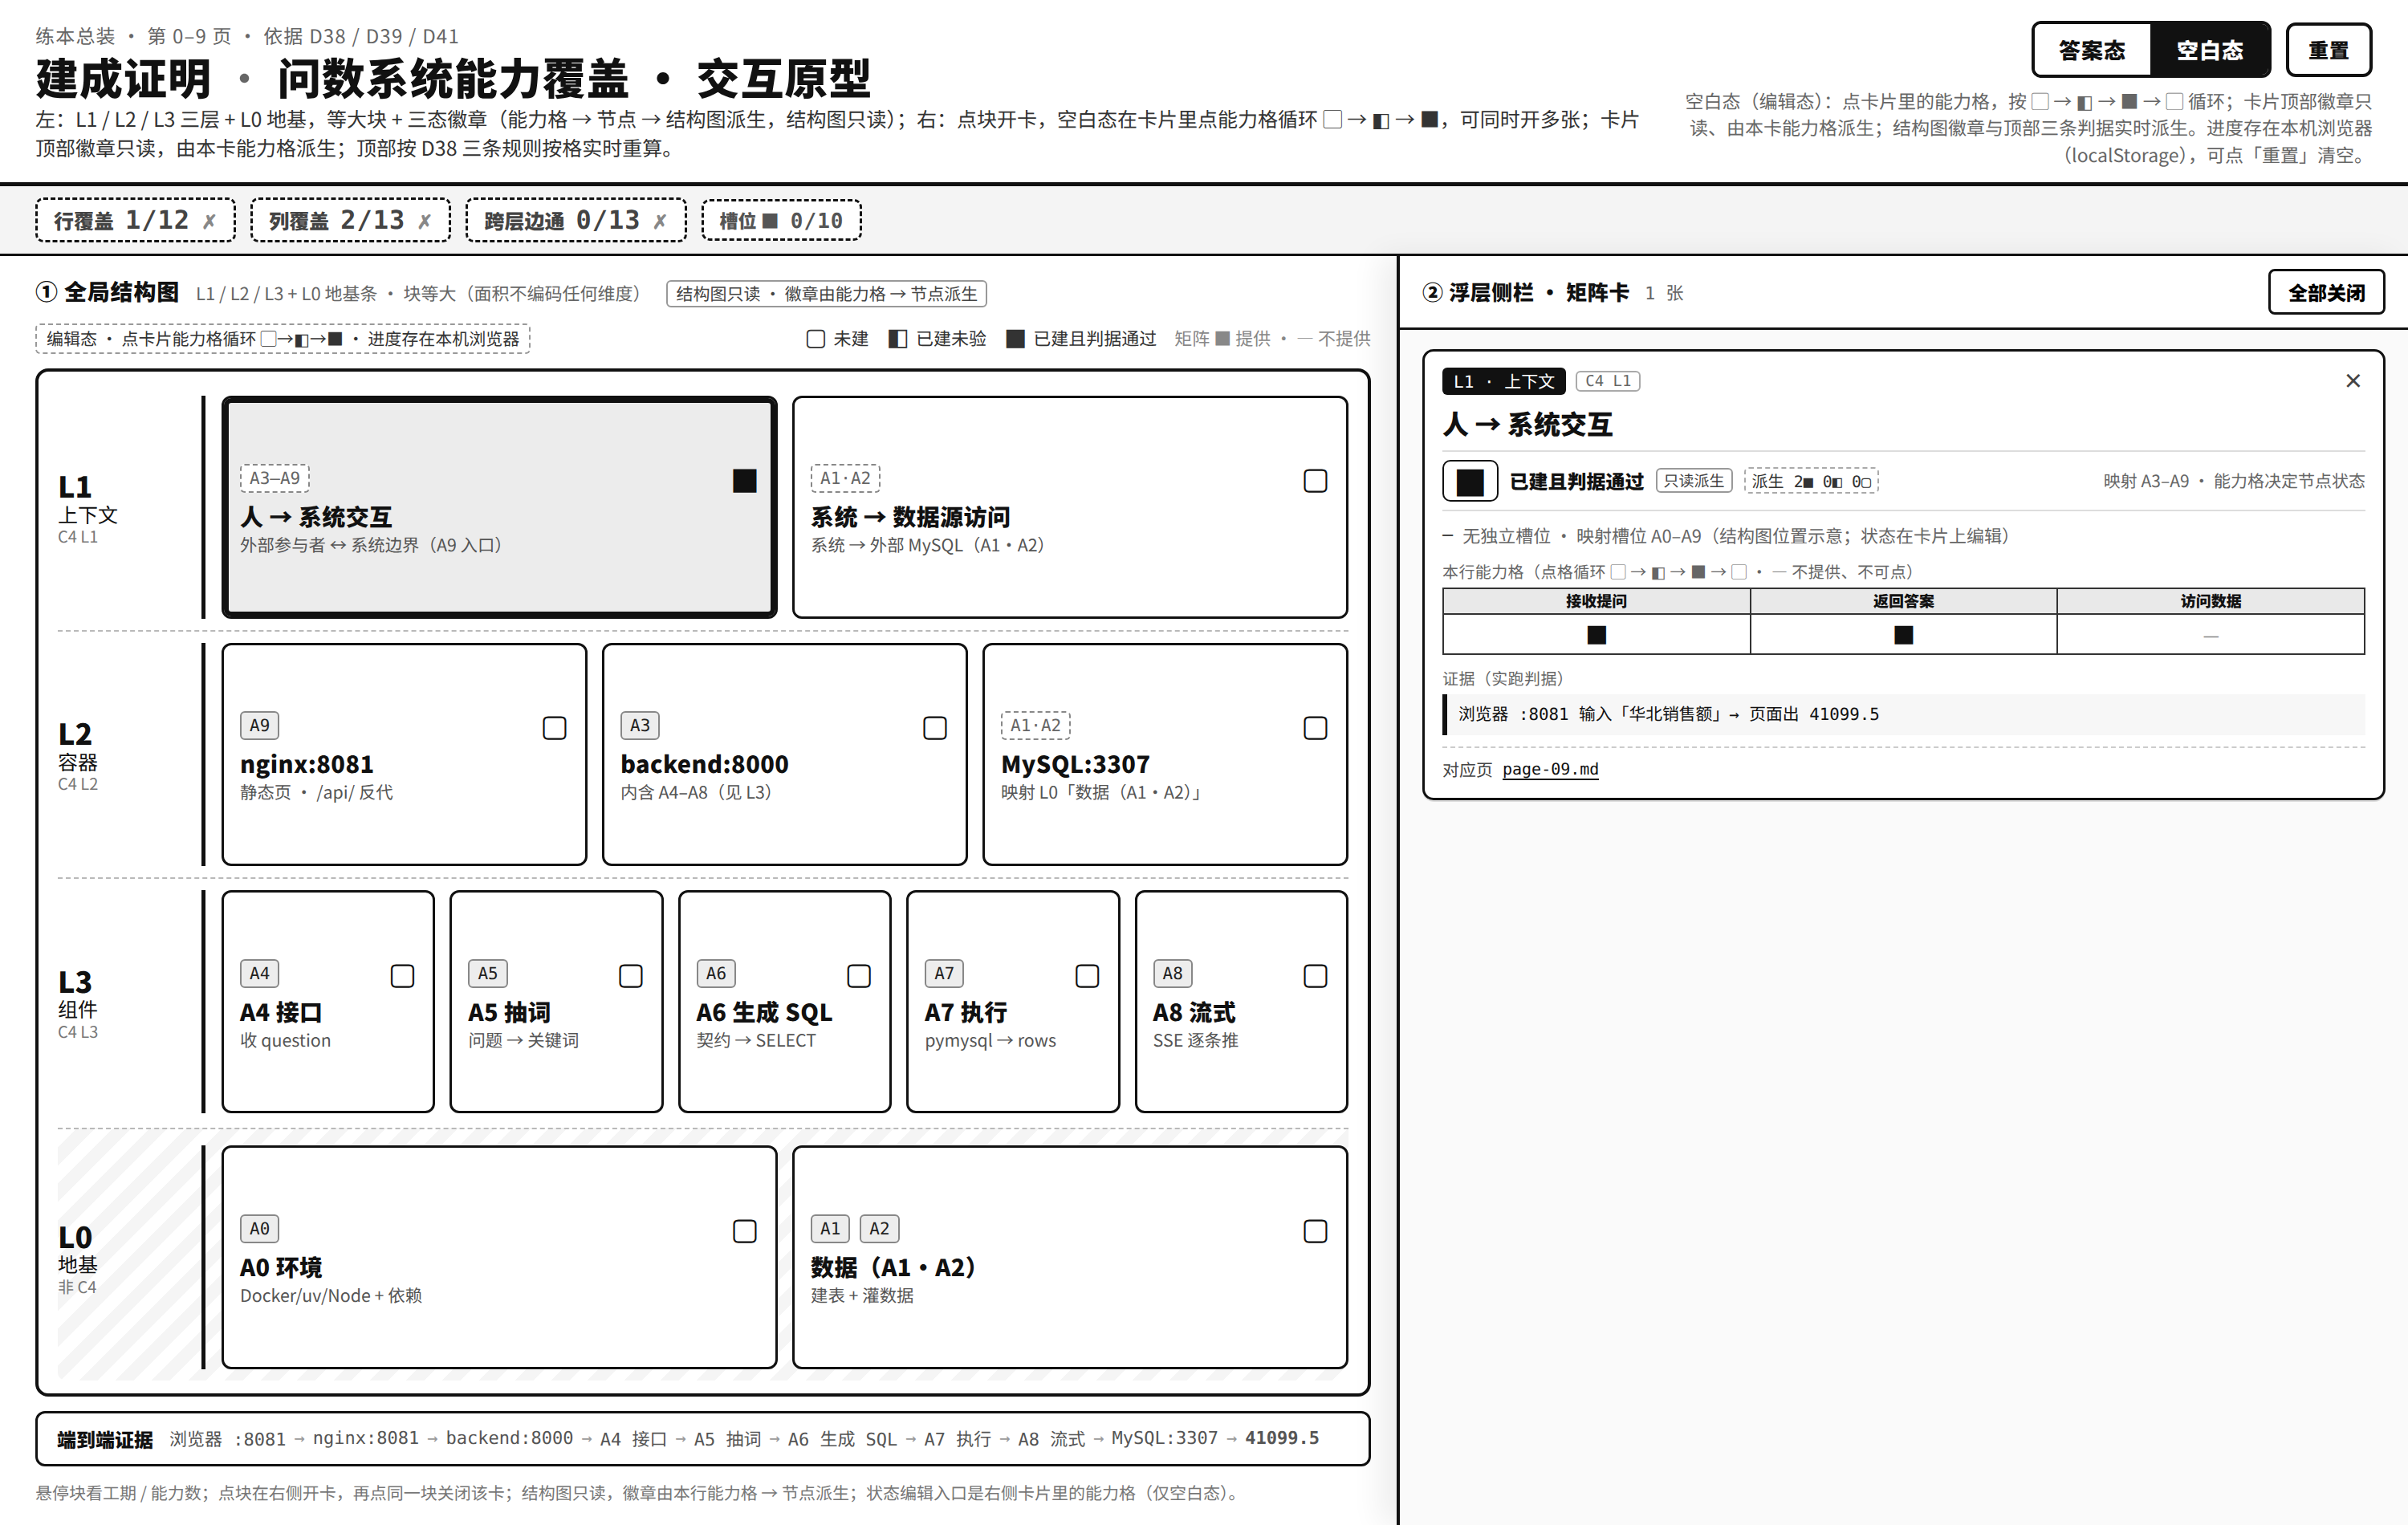 练本总装 · 第 0–9 页 · 依据 D38 / D39 / D41
建成证明 · 问数系统能力覆盖 · 交互原型
左：L1 / L2 / L3 三层 + L0 地基，等大块 + 三态徽章（能力格 → 节点 → 结构图派生，结构图只读）；右：点块开卡，空白态在卡片里点能力格循环 ▢ → ◧ → ■，可同时开多张；卡片
顶部徽章只读，由本卡能力格派生；顶部按 D38 三条规则按格实时重算。
答案态 空白态 重置
空白态（编辑态）：点卡片里的能力格，按 ▢ → ◧ → ■ → ▢ 循环；卡片顶部徽章只
读、由本卡能力格派生；结构图徽章与顶部三条判据实时派生。进度存在本机浏览器
（localStorage），可点「重置」清空。
行覆盖 1/12 ✗ 列覆盖 2/13 ✗ 跨层边通 0/13 ✗ 槽位 ■ 0/10
① 全局结构图 L1 / L2 / L3 + L0 地基条 · 块等大（面积不编码任何维度） 结构图只读 · 徽章由能力格 → 节点派生
编辑态 · 点卡片能力格循环 ▢→◧→■ · 进度存在本机浏览器
▢ 未建 ◧ 已建未验 ■ 已建且判据通过 矩阵 ■ 提供 · — 不提供
L1
上下文
C4 L1
A3–A9 ■
人 → 系统交互
外部参与者 ↔ 系统边界（A9 入口）
A1·A2 ▢
系统 → 数据源访问
系统 → 外部 MySQL（A1·A2）
L2
容器
C4 L2
A9 ▢
nginx:8081
静态页 · /api/ 反代
A3 ▢
backend:8000
内含 A4–A8（见 L3）
A1·A2 ▢
MySQL:3307
映射 L0「数据（A1·A2）」
L3
组件
C4 L3
A4 ▢
A4 接口
收 question
A5 ▢
A5 抽词
问题 → 关键词
A6 ▢
A6 生成 SQL
契约 → SELECT
A7 ▢
A7 执行
pymysql → rows
A8 ▢
A8 流式
SSE 逐条推
L0
地基
非 C4
A0 ▢
A0 环境
Docker/uv/Node + 依赖
A1 A2 ▢
数据（A1·A2）
建表 + 灌数据
端到端证据 浏览器 :8081 → nginx:8081 → backend:8000 → A4 接口 → A5 抽词 → A6 生成 SQL → A7 执行 → A8 流式 → MySQL:3307 → 41099.5
悬停块看工期 / 能力数；点块在右侧开卡，再点同一块关闭该卡；结构图只读，徽章由本行能力格 → 节点派生；状态编辑入口是右侧卡片里的能力格（仅空白态）。
② 浮层侧栏 · 矩阵卡 1 张 全部关闭
L1 · 上下文 C4 L1 ✕
人 → 系统交互
■ 已建且判据通过 只读派生 派生 2■ 0◧ 0▢ 映射 A3–A9 · 能力格决定节点状态
— 无独立槽位 · 映射槽位 A0–A9（结构图位置示意；状态在卡片上编辑）
本行能力格（点格循环 ▢ → ◧ → ■ → ▢ · — 不提供、不可点）
接收提问 返回答案 访问数据
■ ■ —
证据（实跑判据）
浏览器 :8081 输入「华北销售额」→ 页面出 41099.5
对应页 page-09.md